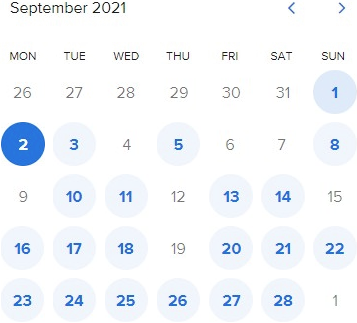 September 2021
MON TUE WED THU FRI SAT SUN
26 27 28 29 30 31 1
2 3 4 5 6 7 8
9 10 11 12 13 14 15
16 17 18 19 20 21 22
23 24 25 26 27 28 1